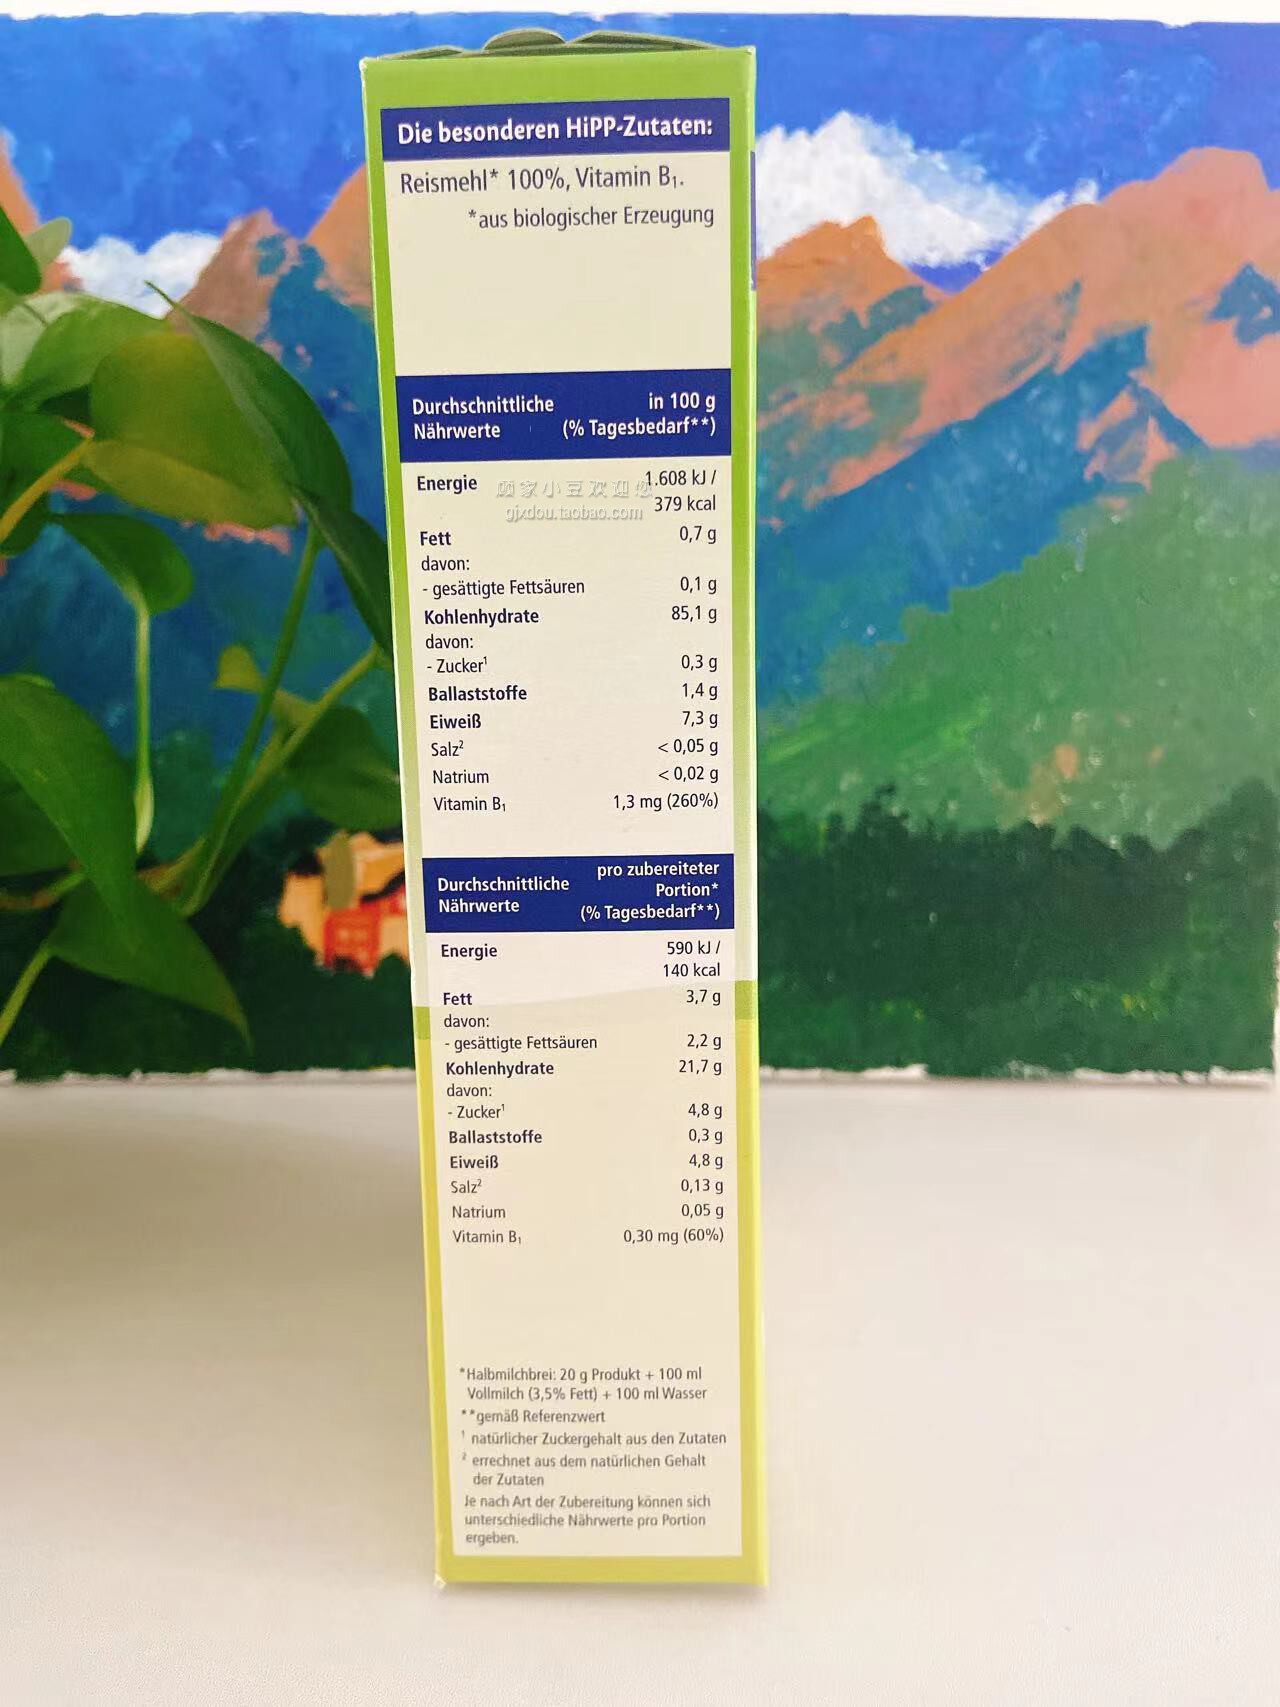 Die besonderen HiPP-Zutaten:
Reismehl* 100%, Vitamin B₁.
*aus biologischer Erzeugung
Durchschnittliche in 100 g
Nährwerte (% Tagesbedarf**)
Energie 1.608 kJ /
379 kcal
顾家小豆欢迎您
gjxdou.taobao.com
Fett 0,7 g
davon:
- gesättigte Fettsäuren 0,1 g
Kohlenhydrate 85,1 g
davon:
- Zucker¹ 0,3 g
Ballaststoffe 1,4 g
Eiweiß 7,3 g
Salz² < 0,05 g
Natrium < 0,02 g
Vitamin B₁ 1,3 mg (260%)
Durchschnittliche Nährwerte
pro zubereiteter
Portion*
(% Tagesbedarf**)
Energie 590 kJ /
140 kcal
Fett 3,7 g
davon:
- gesättigte Fettsäuren 2,2 g
Kohlenhydrate 21,7 g
davon:
- Zucker¹ 4,8 g
Ballaststoffe 0,3 g
Eiweiß 4,8 g
Salz² 0,13 g
Natrium 0,05 g
Vitamin B₁ 0,30 mg (60%)
*Halbmilchbrei: 20 g Produkt + 100 ml
Vollmilch (3,5% Fett) + 100 ml Wasser
**gemäß Referenzwert
¹ natürlicher Zuckergehalt aus den Zutaten
² errechnet aus dem natürlichen Gehalt
der Zutaten
Je nach Art der Zubereitung können sich
unterschiedliche Nährwerte pro Portion
ergeben.